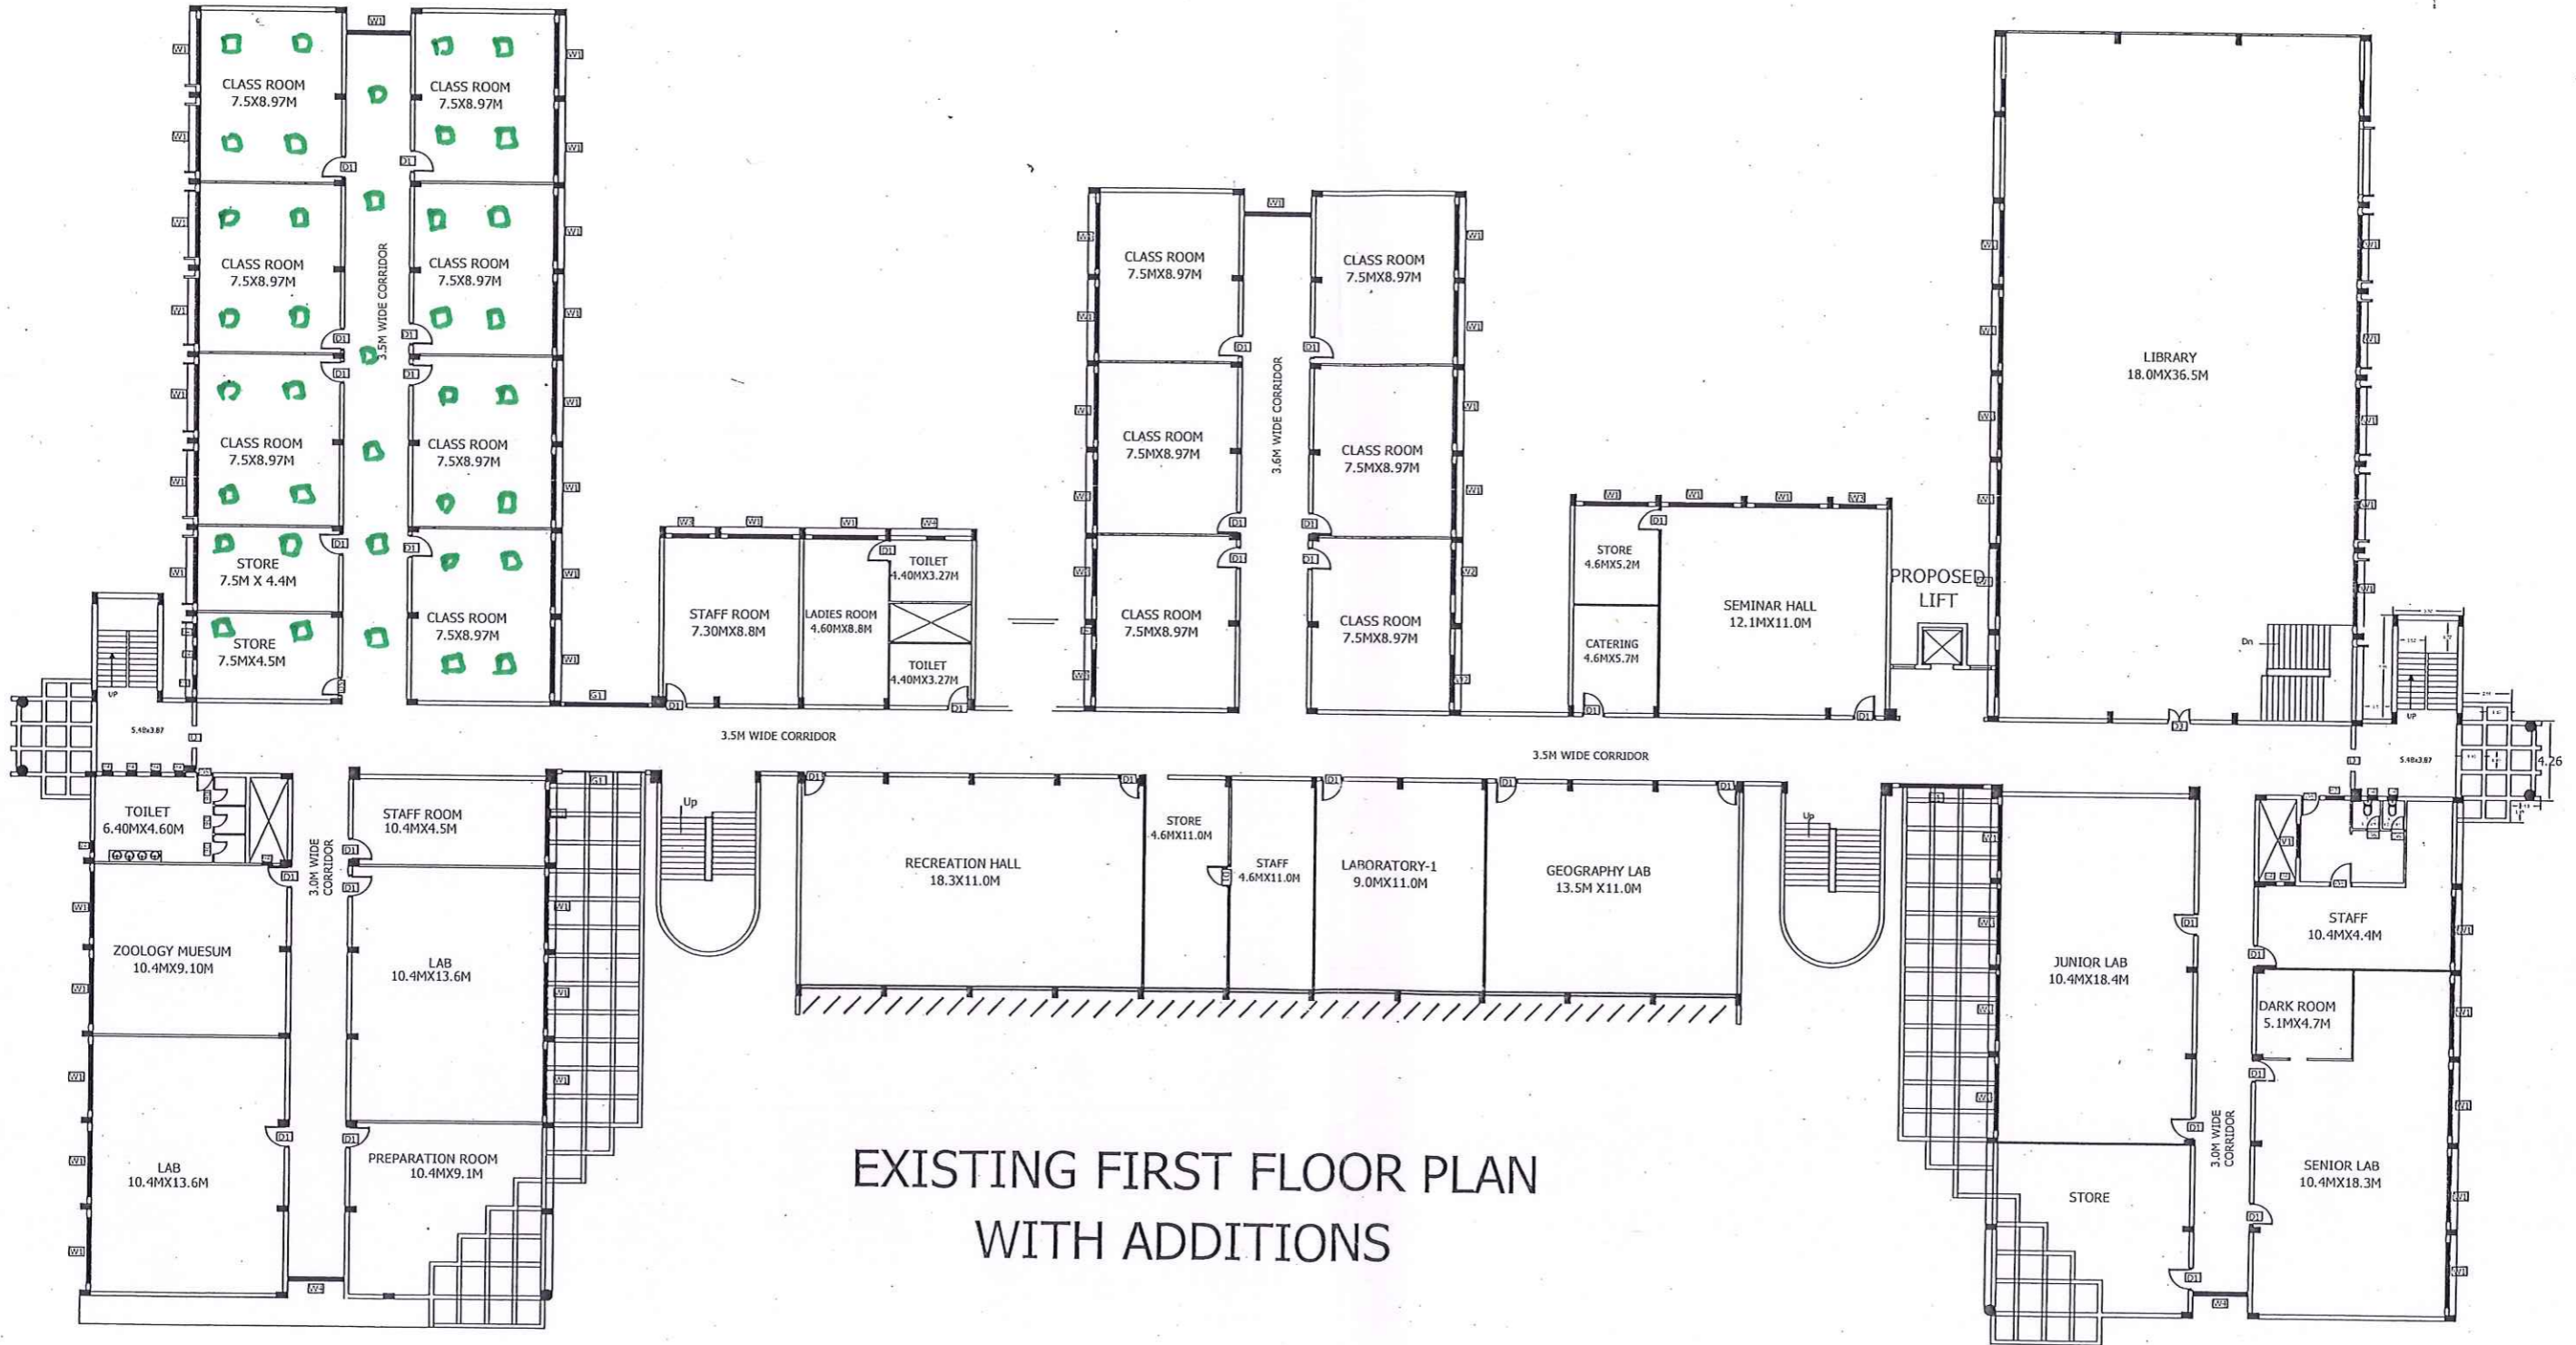 CLASS ROOM
7.5X8.97M
CLASS ROOM
7.5X8.97M
CLASS ROOM
7.5X8.97M
CLASS ROOM
7.5X8.97M
3.5M WIDE CORRIDOR
CLASS ROOM
7.5X8.97M
CLASS ROOM
7.5X8.97M
STORE
7.5M X 4.4M
STORE
7.5MX4.5M
CLASS ROOM
7.5X8.97M
STAFF ROOM
7.30MX8.8M
LADIES ROOM
4.60MX8.8M
TOILET
4.40MX3.27M
TOILET
4.40MX3.27M
CLASS ROOM
7.5MX8.97M
CLASS ROOM
7.5MX8.97M
3.6M WIDE CORRIDOR
CLASS ROOM
7.5MX8.97M
CLASS ROOM
7.5MX8.97M
CLASS ROOM
7.5MX8.97M
CLASS ROOM
7.5MX8.97M
STORE
4.6MX5.2M
CATERING
4.6MX5.7M
SEMINAR HALL
12.1MX11.0M
PROPOSED
LIFT
LIBRARY
18.0MX36.5M
Dn
UP
5.48x3.87
3.5M WIDE CORRIDOR
3.5M WIDE CORRIDOR
UP
5.48x3.87
4.26
TOILET
6.40MX4.60M
3.0M WIDE
CORRIDOR
STAFF ROOM
10.4MX4.5M
Up
ZOOLOGY MUESUM
10.4MX9.10M
LAB
10.4MX13.6M
LAB
10.4MX13.6M
PREPARATION ROOM
10.4MX9.1M
RECREATION HALL
18.3X11.0M
STORE
4.6MX11.0M
STAFF
4.6MX11.0M
LABORATORY-1
9.0MX11.0M
GEOGRAPHY LAB
13.5M X11.0M
Up
JUNIOR LAB
10.4MX18.4M
STAFF
10.4MX4.4M
DARK ROOM
5.1MX4.7M
3.0M WIDE
CORRIDOR
SENIOR LAB
10.4MX18.3M
STORE
EXISTING FIRST FLOOR PLAN
WITH ADDITIONS